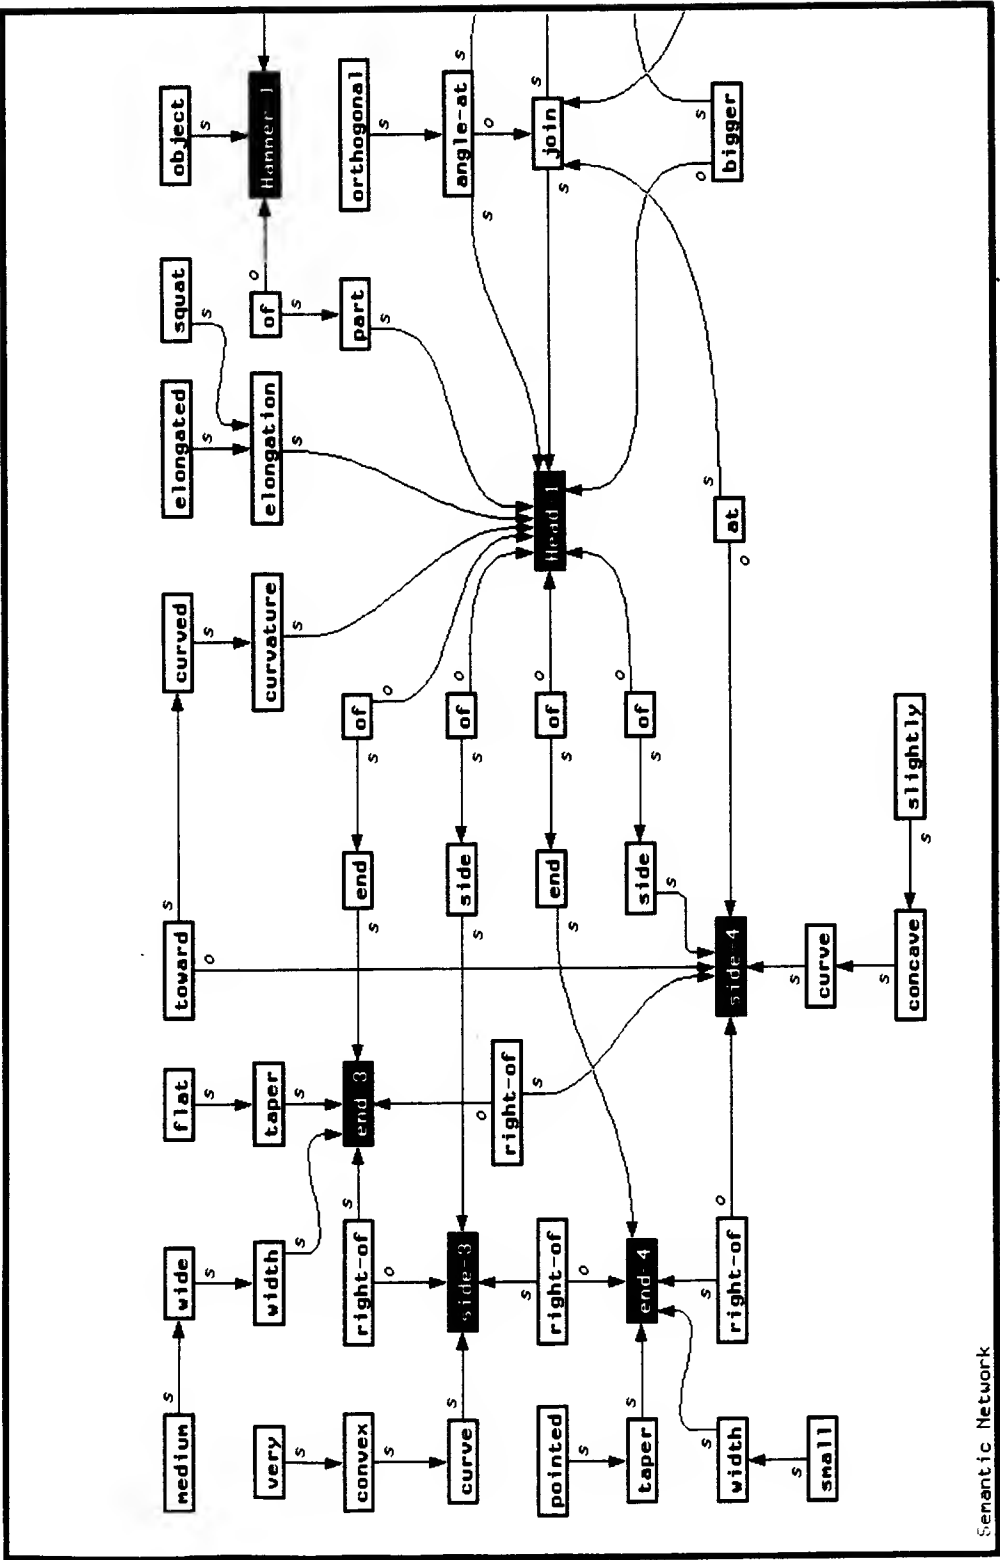 medium s wide flat toward s curved elongated squat object
s s o s s s s
very width taper curvature elongation of o Hammer-1
s s s s s s
convex right-of s end 3 end of part orthogonal
s o s s o s s
curve s side-3 side of o angle-at s
s o right-of s s s o
pointed s right-of s end of o Head 1 s join s
s o s s
taper s end-4 side of o
s s
width s right-of s o side-4 at s o bigger o s
small s curve s
s concave slightly s
Semantic Network